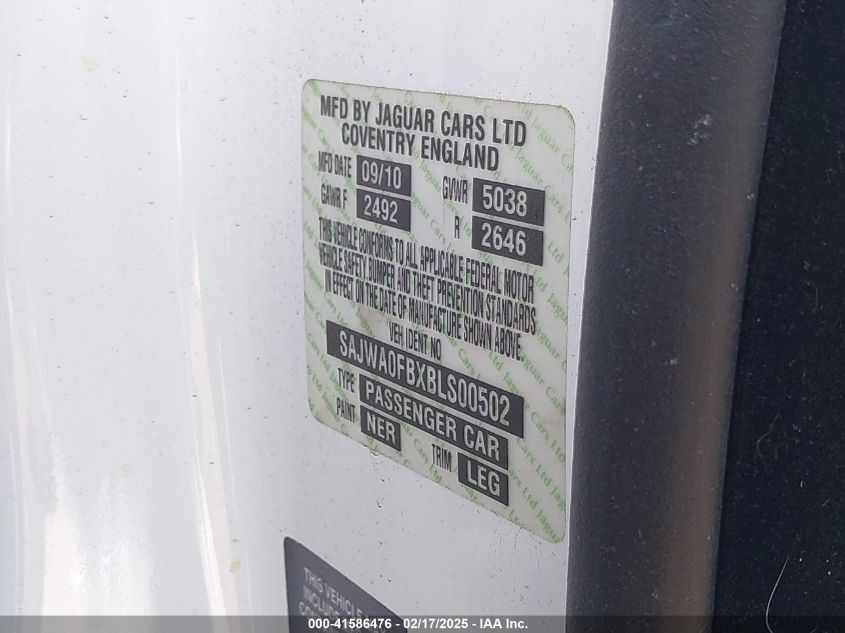 MFD BY JAGUAR CARS LTD
COVENTRY ENGLAND
MFD DATE 09/10 GVWR 5038
GAWR F 2492 R 2646
THIS VEHICLE CONFORMS TO ALL APPLICABLE FEDERAL MOTOR
VEHICLE SAFETY BUMPER AND THEFT PREVENTION STANDARDS
IN EFFECT ON THE DATE OF MANUFACTURE SHOWN ABOVE
VEH IDENT NO
SAJWA0FBXBLS00502
TYPE PASSENGER CAR
PAINT NER TRIM LEG
THIS VEHICLE
000-41586476 - 02/17/2025 - IAA Inc.